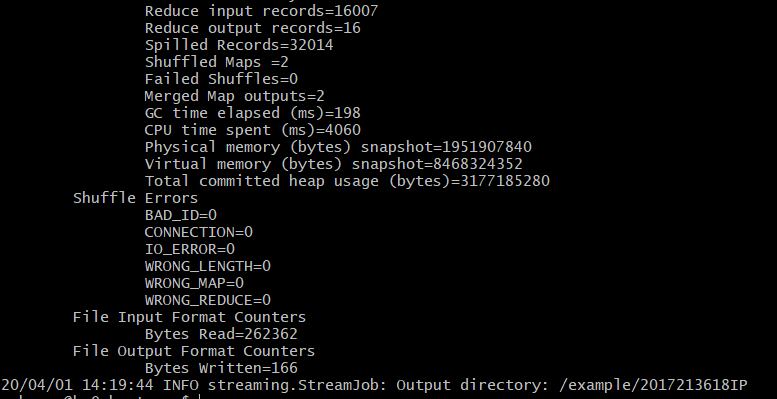 Reduce input records=16007
Reduce output records=16
Spilled Records=32014
Shuffled Maps =2
Failed Shuffles=0
Merged Map outputs=2
GC time elapsed (ms)=198
CPU time spent (ms)=4060
Physical memory (bytes) snapshot=1951907840
Virtual memory (bytes) snapshot=8468324352
Total committed heap usage (bytes)=3177185280
Shuffle Errors
BAD_ID=0
CONNECTION=0
IO_ERROR=0
WRONG_LENGTH=0
WRONG_MAP=0
WRONG_REDUCE=0
File Input Format Counters
Bytes Read=262362
File Output Format Counters
Bytes Written=166
20/04/01 14:19:44 INFO streaming.StreamJob: Output directory: /example/2017213618IP